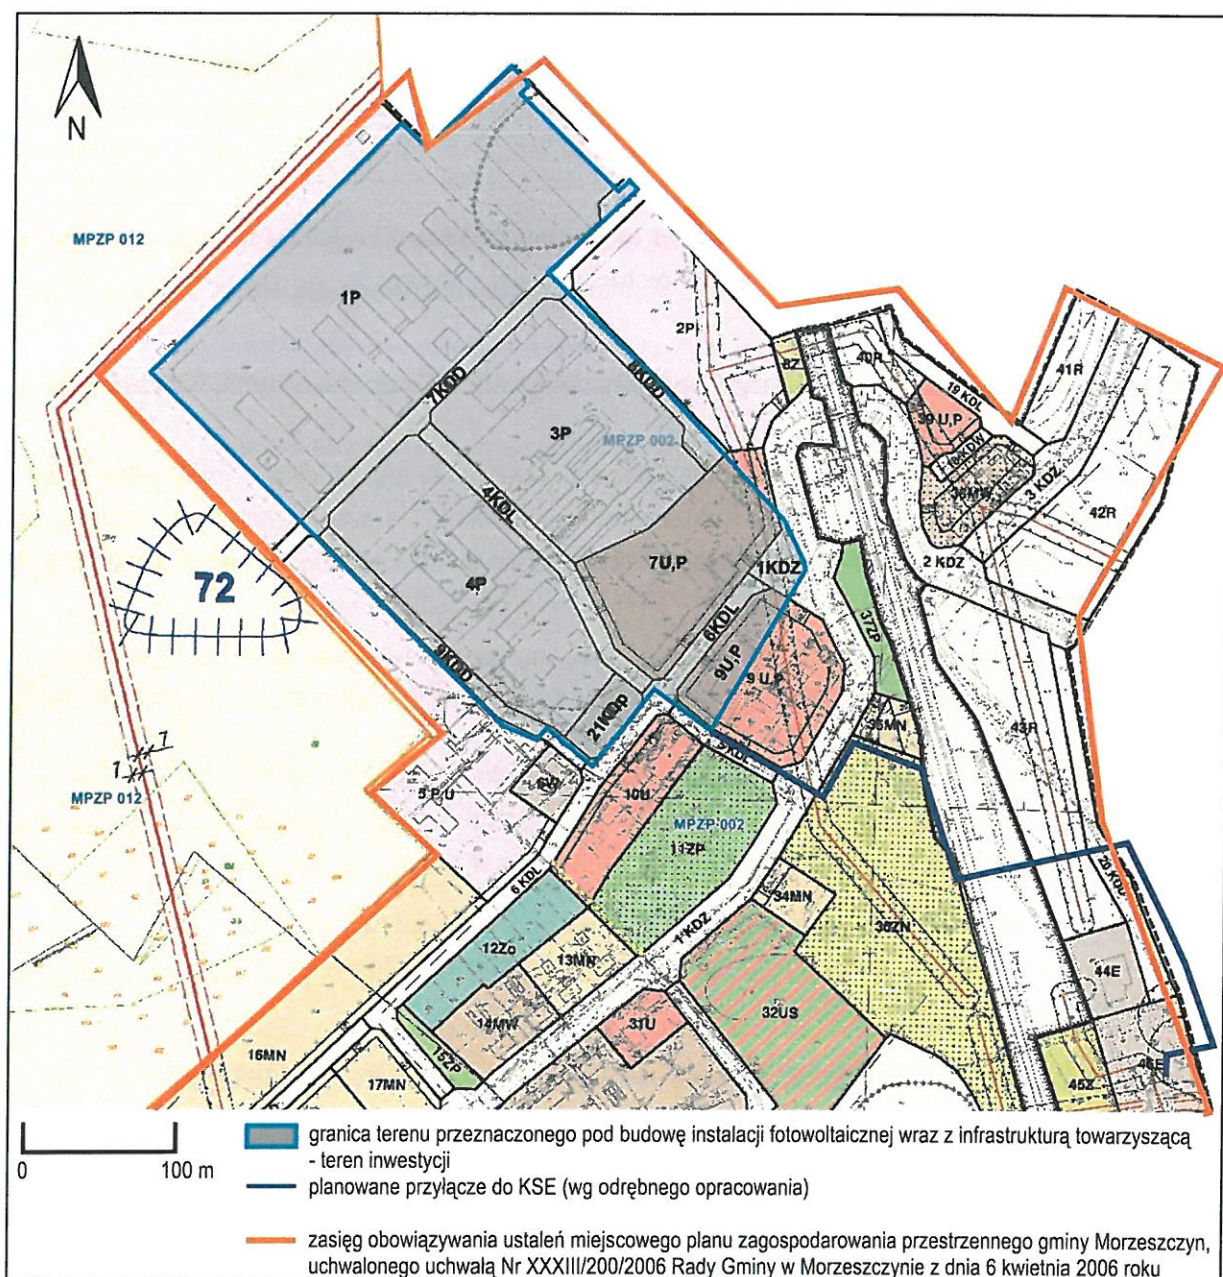 N
MPZP 012
1P
2P
8Z
40R
41R
19 KDL
39 U,P
7KDD
8KDD
3P
MPZP 002
38MW
3 KDZ
42R
4KDL
7U,P
1KDZ
2 KDZ
72
4P
6KDL
37ZP
9KDD
9U,P
9 U,P
35MN
43R
MPZP 012
5 P,U
10U
MPZP 002
11ZP
6 KDL
34MN
36ZN
12Zo
13MN
1 KDZ
44E
14MW
31U
32US
16MN
15ZP
17MN
45Z
46E
0 100 m
granica terenu przeznaczonego pod budowę instalacji fotowoltaicznej wraz z infrastrukturą towarzyszącą
- teren inwestycji
planowane przyłącze do KSE (wg odrębnego opracowania)
zasięg obowiązywania ustaleń miejscowego planu zagospodarowania przestrzennego gminy Morzeszczyn,
uchwalonego uchwałą Nr XXXIII/200/2006 Rady Gminy w Morzeszczynie z dnia 6 kwietnia 2006 roku